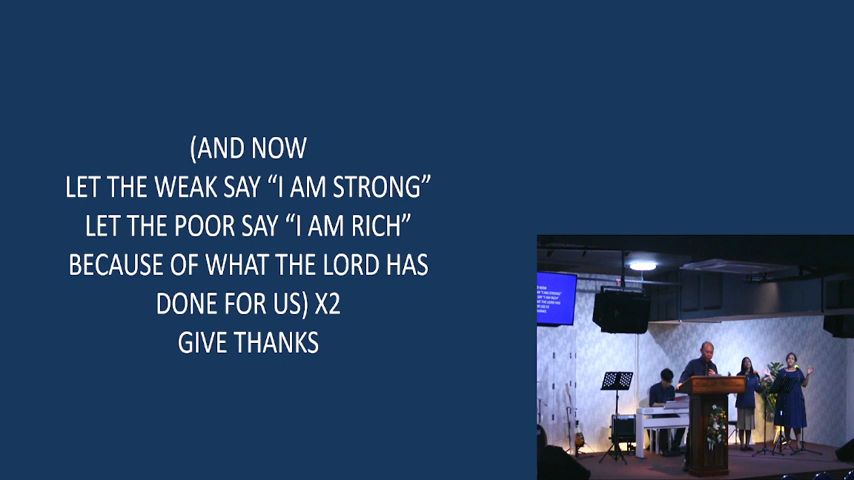 (AND NOW
LET THE WEAK SAY “I AM STRONG”
LET THE POOR SAY “I AM RICH”
BECAUSE OF WHAT THE LORD HAS
DONE FOR US) X2
GIVE THANKS